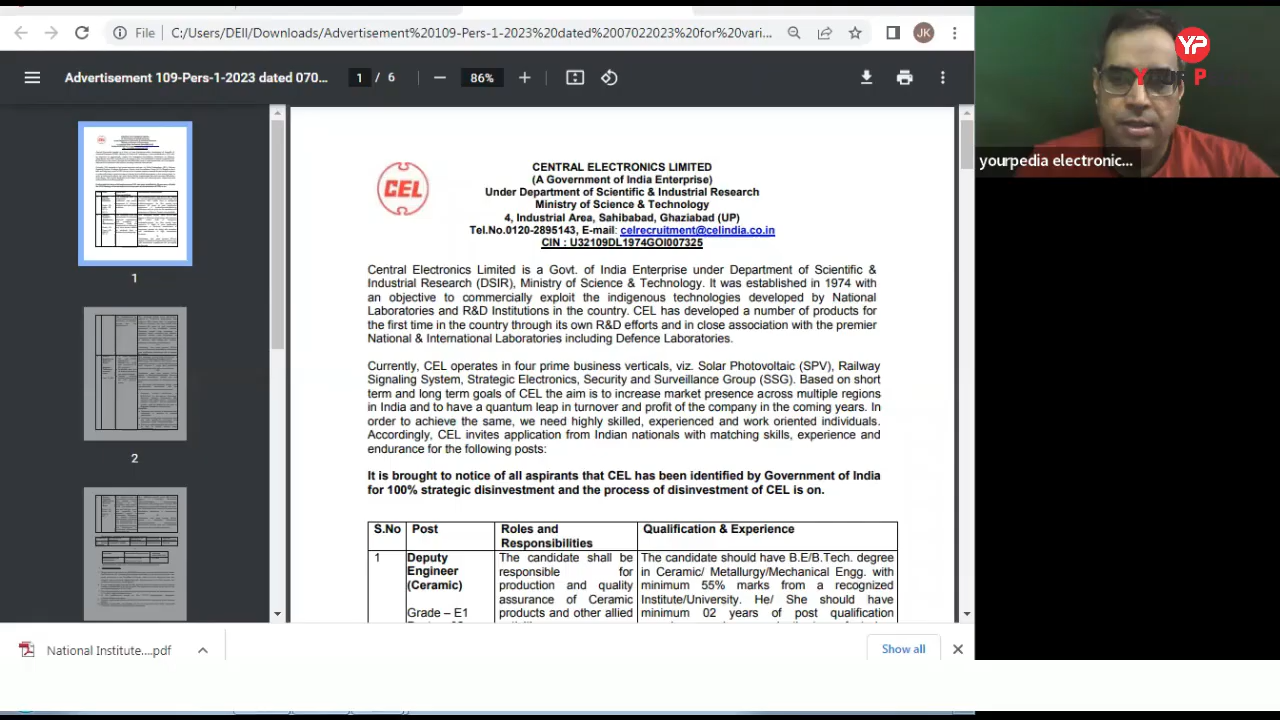 File
C:/Users/DEll/Downloads/Advertisement%20109-Pers-1-2023%20dated%2007022023%20for%20vari...
JK
Advertisement 109-Pers-1-2023 dated 070...
1 / 6
86%
1
2
CEL
CENTRAL ELECTRONICS LIMITED
(A Government of India Enterprise)
Under Department of Scientific & Industrial Research
Ministry of Science & Technology
4, Industrial Area, Sahibabad, Ghaziabad (UP)
Tel.No.0120-2895143, E-mail: celrecruitment@celindia.co.in
CIN : U32109DL1974GOI007325
Central Electronics Limited is a Govt. of India Enterprise under Department of Scientific &
Industrial Research (DSIR), Ministry of Science & Technology. It was established in 1974 with
an objective to commercially exploit the indigenous technologies developed by National
Laboratories and R&D Institutions in the country. CEL has developed a number of products for
the first time in the country through its own R&D efforts and in close association with the premier
National & International Laboratories including Defence Laboratories.
Currently, CEL operates in four prime business verticals, viz. Solar Photovoltaic (SPV), Railway
Signaling System, Strategic Electronics, Security and Surveillance Group (SSG). Based on short
term and long term goals of CEL the aim is to increase market presence across multiple regions
in India and to have a quantum leap in turnover and profit of the company in the coming years. In
order to achieve the same, we need highly skilled, experienced and work oriented individuals.
Accordingly, CEL invites application from Indian nationals with matching skills, experience and
endurance for the following posts:
It is brought to notice of all aspirants that CEL has been identified by Government of India
for 100% strategic disinvestment and the process of disinvestment of CEL is on.
S.No
Post
Roles and
Responsibilities
Qualification & Experience
1
Deputy
Engineer
(Ceramic)
Grade – E1
The candidate shall be
responsible for
production and quality
assurance of Ceramic
products and other allied
The candidate should have B.E/B.Tech. degree
in Ceramic/ Metallurgy/Mechanical Engg. with
minimum 55% marks from a recognized
Institute/University. He/ She should have
minimum 02 years of post qualification
YP
yourpedia electronic...
National Institute....pdf
Show all